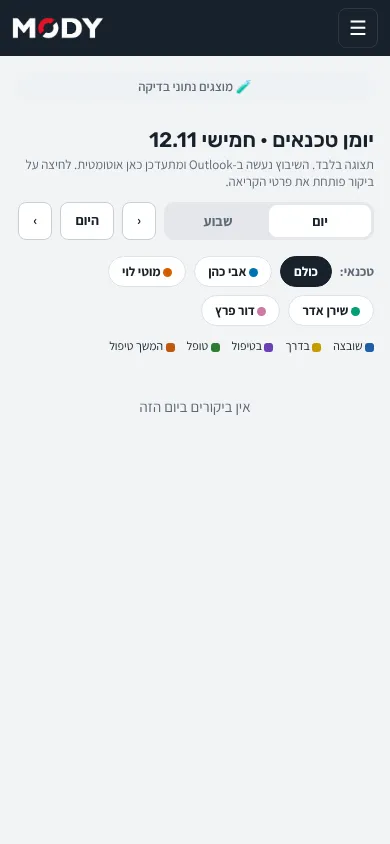 MODY
☰
🧪 מוצגים נתוני בדיקה
יומן טכנאים • חמישי 12.11
תצוגה בלבד. השיבוץ נעשה ב-Outlook ומתעדכן כאן אוטומטית. לחיצה על
ביקור פותחת את פרטי הקריאה.
יום שבוע ‹ היום ›
טכנאי: כולם אבי כהן מוטי לוי
שירן אדר דור פרץ
שובצה בדרך בטיפול טופל המשך טיפול
אין ביקורים ביום הזה